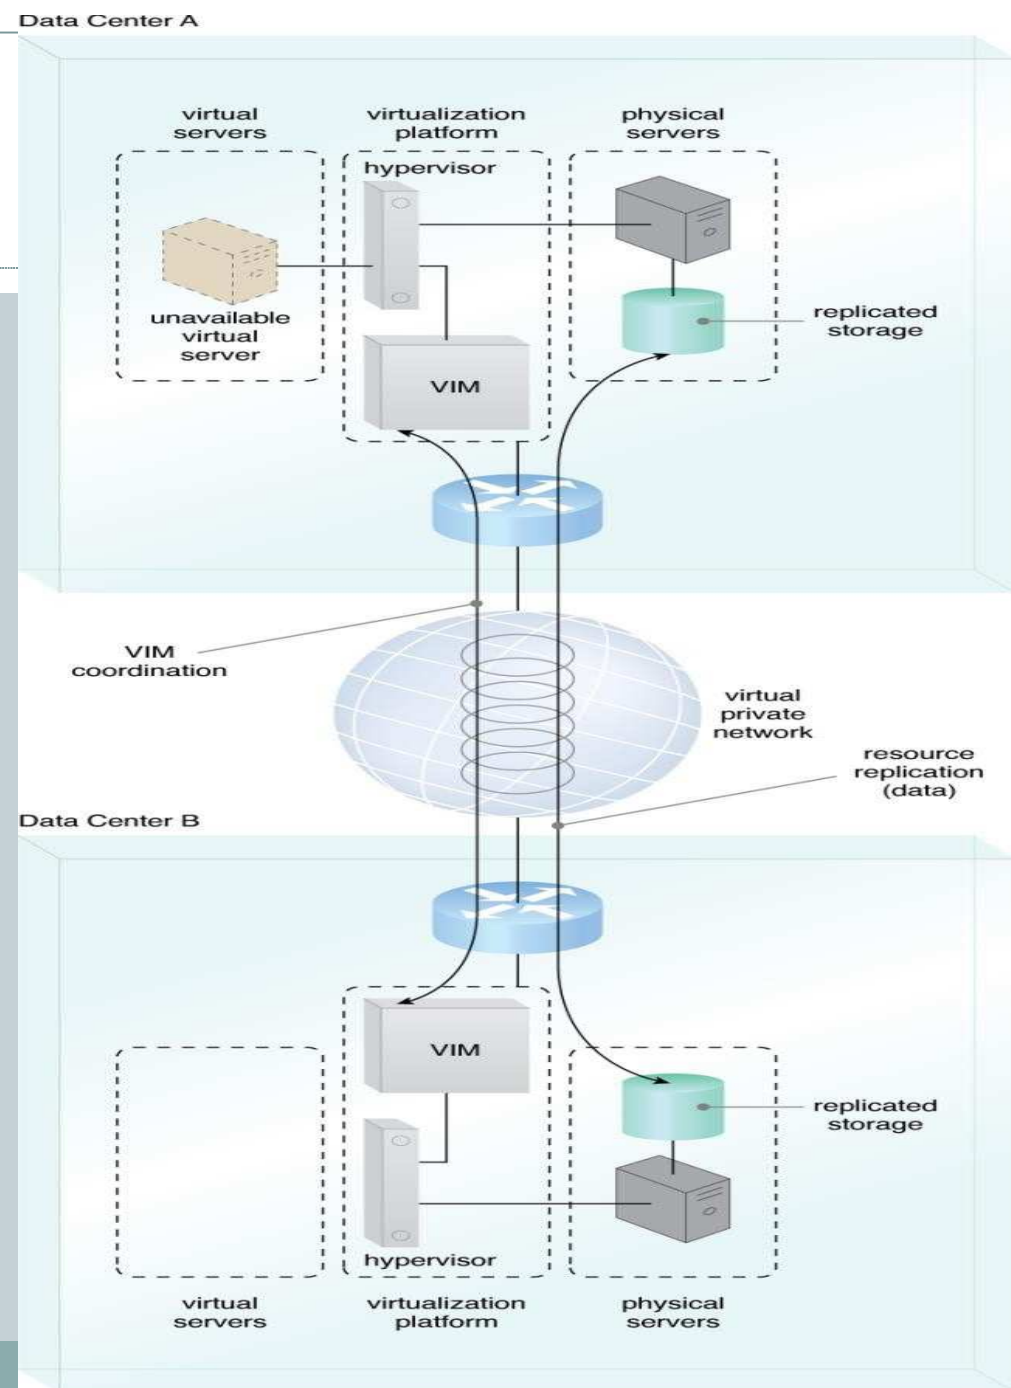 Data Center A
virtual
servers
virtualization
platform
physical
servers
hypervisor
unavailable
virtual
server
VIM
replicated
storage
VIM
coordination
virtual
private
network
resource
replication
(data)
Data Center B
VIM
replicated
storage
hypervisor
virtual
servers
virtualization
platform
physical
servers